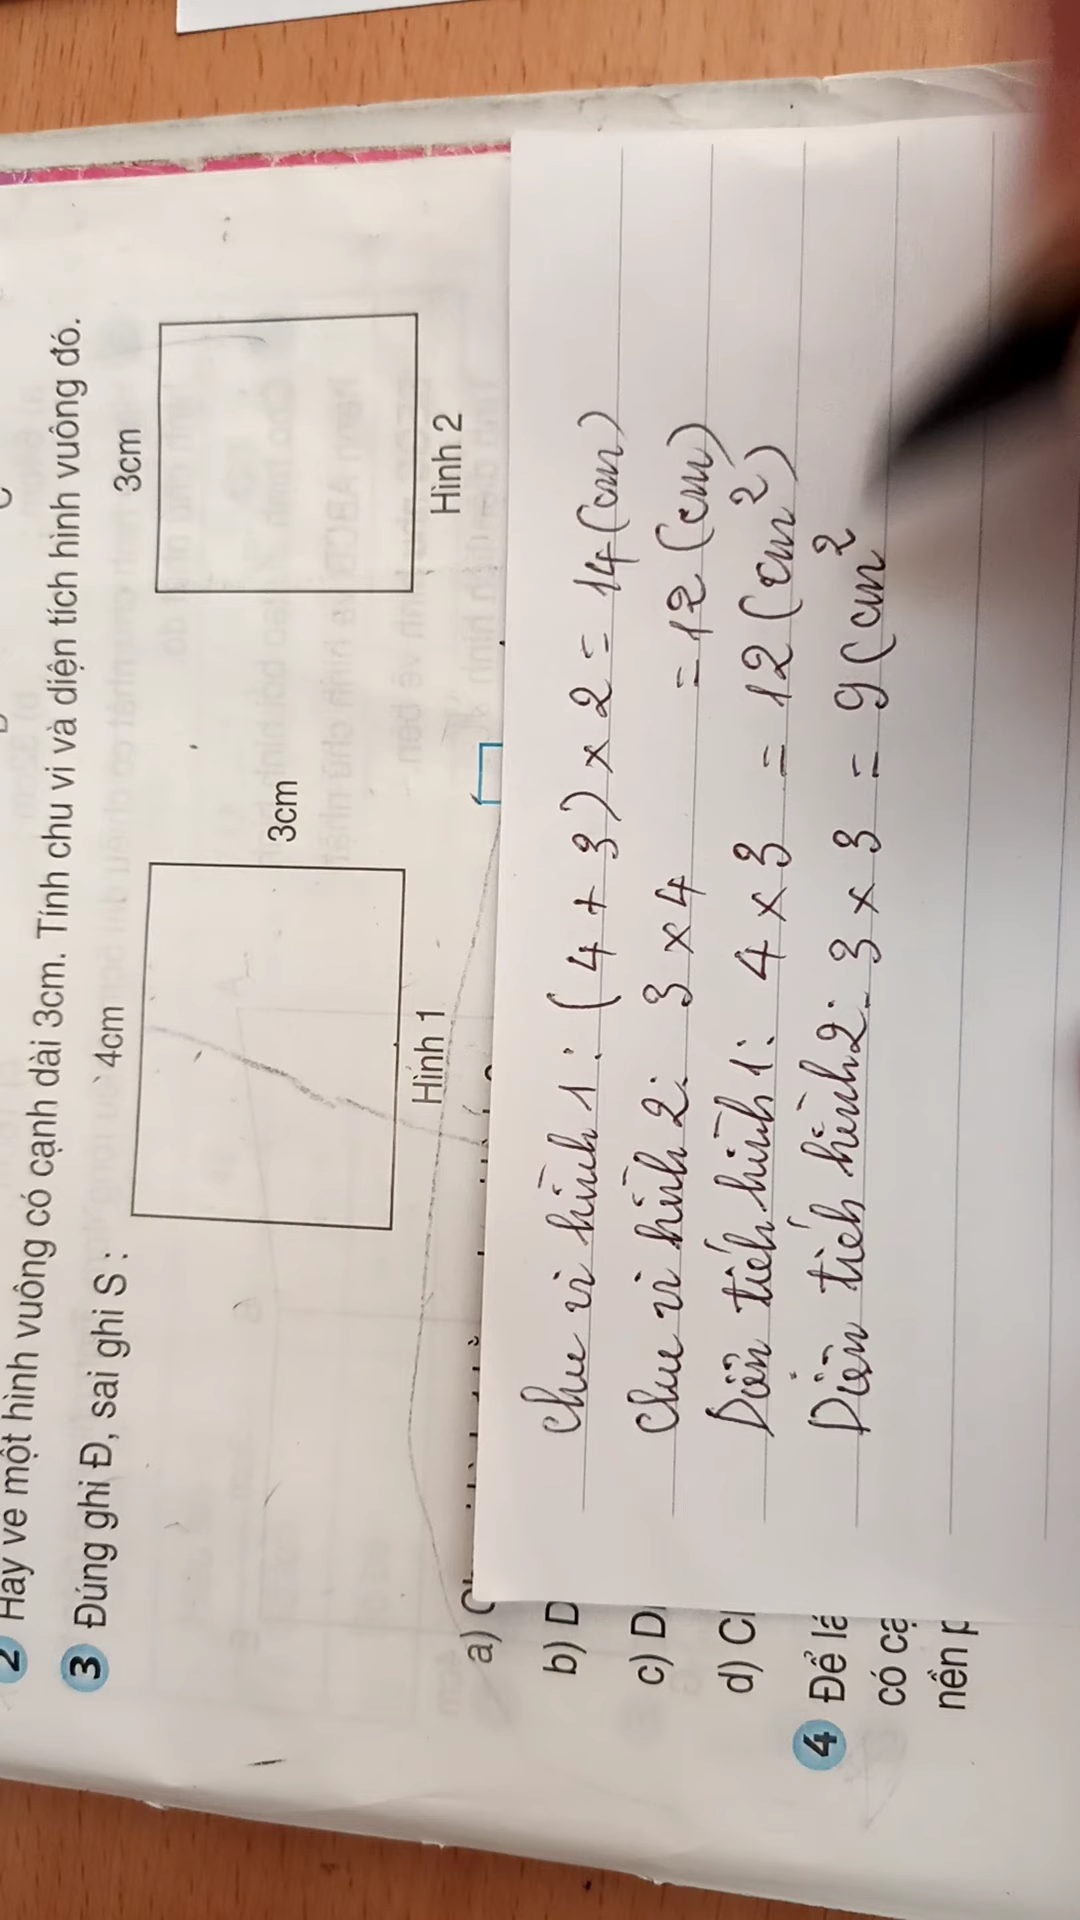 2 Hãy vẽ một hình vuông có cạnh dài 3cm. Tính chu vi và diện tích hình vuông đó.
3 Đúng ghi Đ, sai ghi S :
4cm
3cm
3cm
Hình 1
Hình 2
a)
b)
c)
d)
Chu vi hình 1: (4 + 3) × 2 = 14 (cm)
Chu vi hình 2: 3 × 4 = 12 (cm)
Diện tích hình 1: 4 × 3 = 12 (cm²)
Diện tích hình 2: 3 × 3 = 9 (cm²
4 Để
có
nền